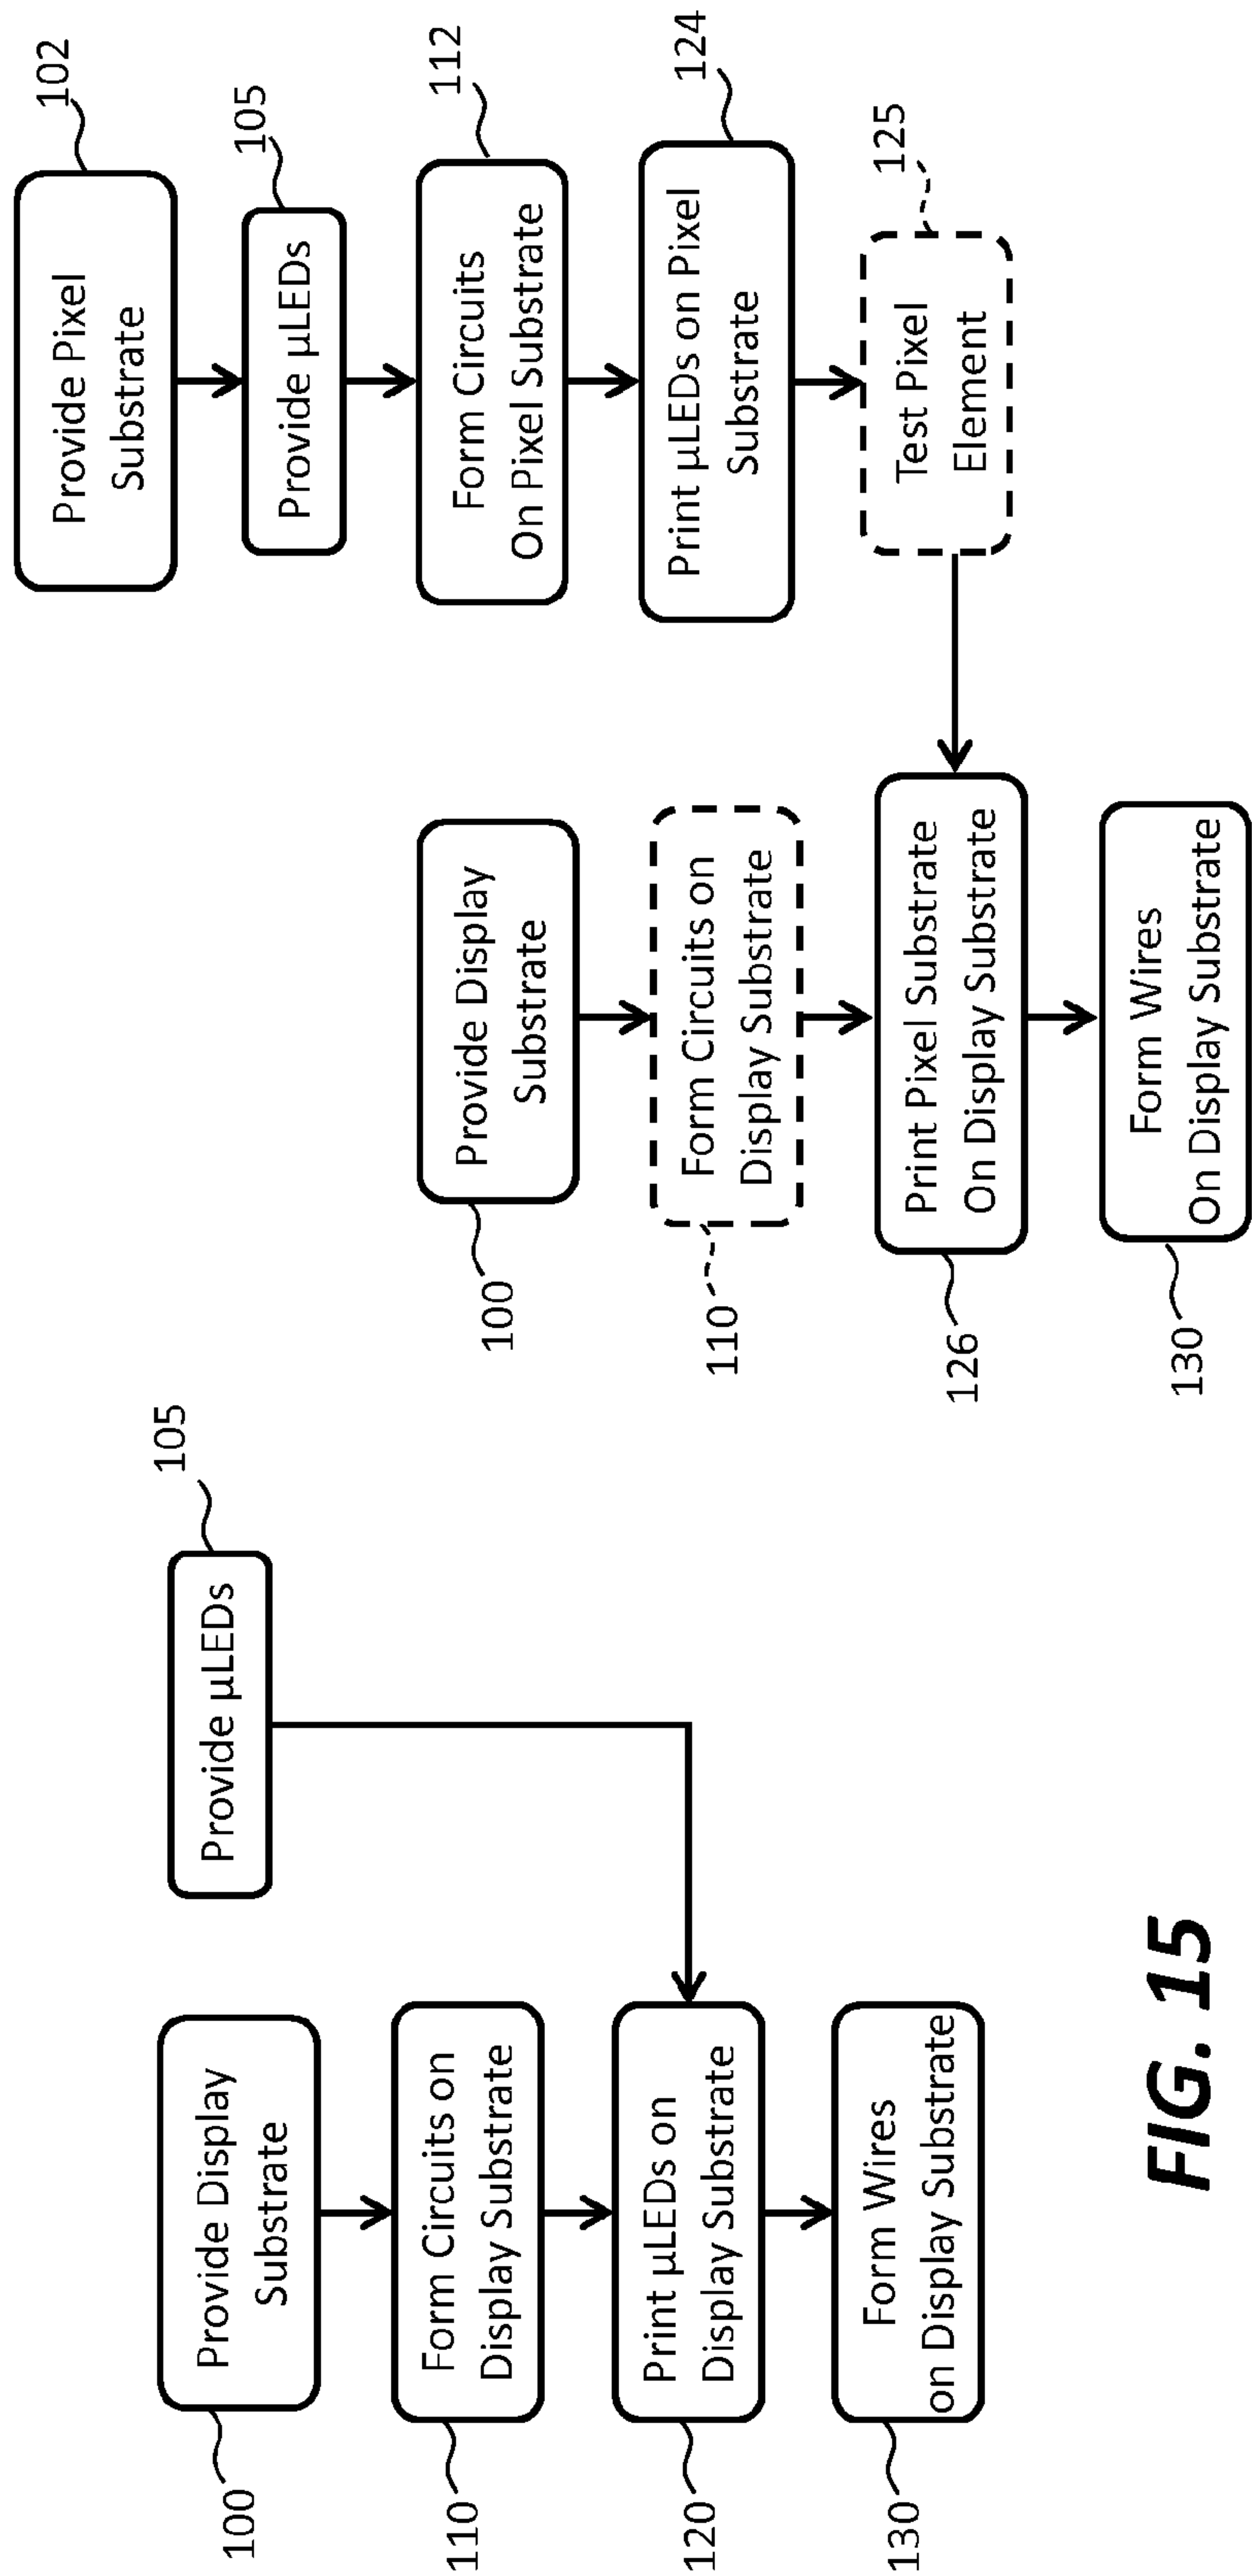 100
Provide Display
Substrate
105
Provide µLEDs
110
Form Circuits on
Display Substrate
120
Print µLEDs on
Display Substrate
130
Form Wires
on Display Substrate
FIG. 15
102
Provide Pixel
Substrate
105
Provide µLEDs
112
Form Circuits
On Pixel Substrate
124
Print µLEDs on Pixel
Substrate
125
Test Pixel
Element
100
Provide Display
Substrate
110
Form Circuits on
Display Substrate
126
Print Pixel Substrate
On Display Substrate
130
Form Wires
On Display Substrate